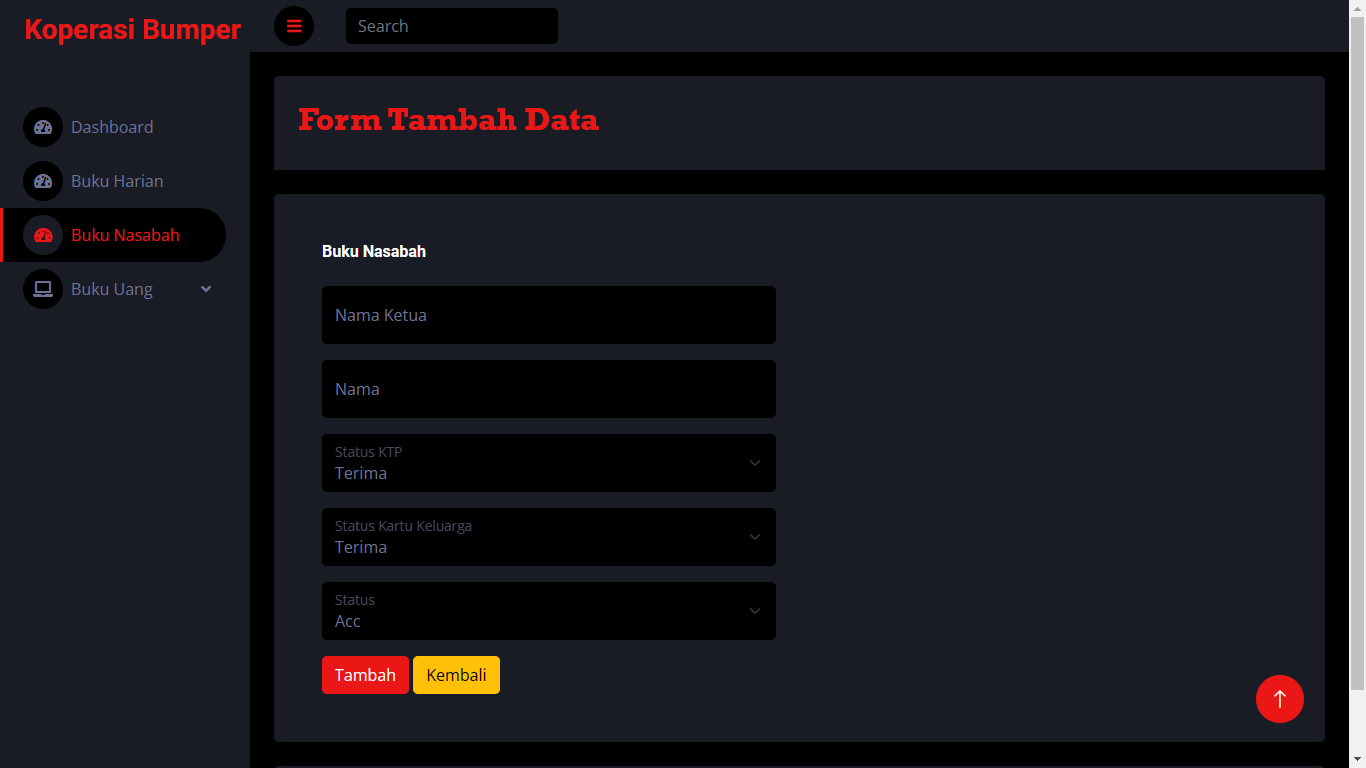 Koperasi Bumper
Search
Dashboard
Buku Harian
Buku Nasabah
Buku Uang
Form Tambah Data
Buku Nasabah
Nama Ketua
Nama
Status KTP
Terima
Status Kartu Keluarga
Terima
Status
Acc
Tambah Kembali